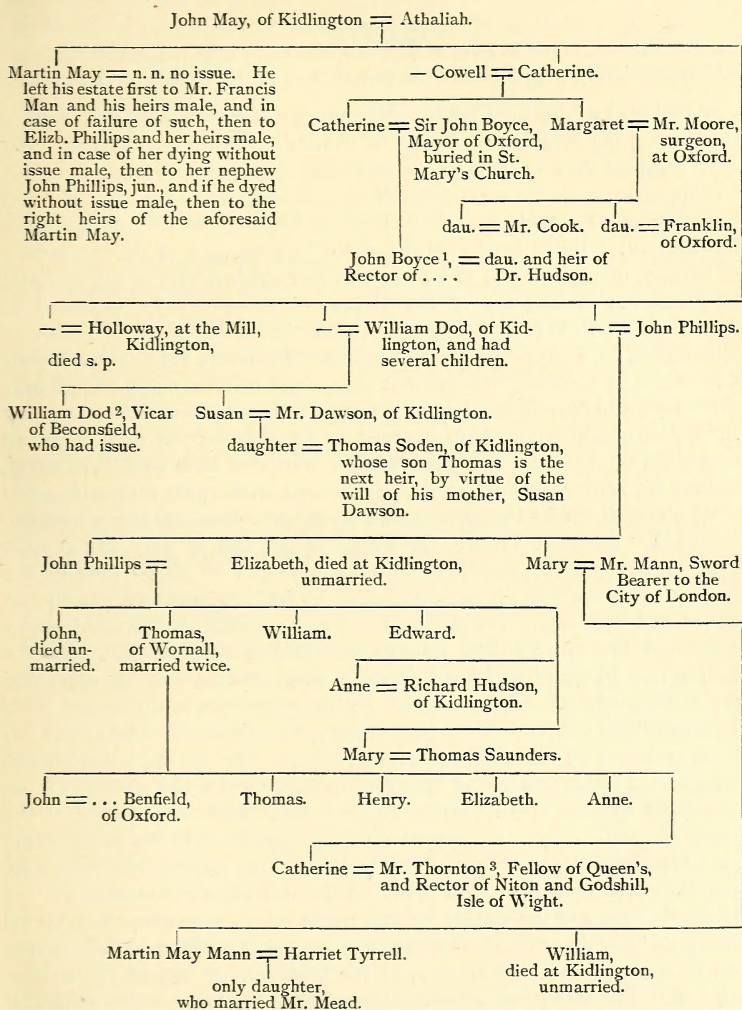 John May, of Kidlington = Athaliah.
Martin May = n. n. no issue. He
left his estate first to Mr. Francis
Man and his heirs male, and in
case of failure of such, then to
Elizb. Phillips and her heirs male,
and in case of her dying without
issue male, then to her nephew
John Phillips, jun., and if he dyed
without issue male, then to the
right heirs of the aforesaid
Martin May.
— Cowell = Catherine.
Catherine = Sir John Boyce,
Mayor of Oxford,
buried in St.
Mary's Church.
Margaret = Mr. Moore,
surgeon,
at Oxford.
dau. = Mr. Cook.
dau. = Franklin,
of Oxford.
John Boyce 1, = dau. and heir of
Rector of .... Dr. Hudson.
— = Holloway, at the Mill,
Kidlington,
died s. p.
— = William Dod, of Kid-
lington, and had
several children.
— = John Phillips.
William Dod 2, Vicar
of Beconsfield,
who had issue.
Susan = Mr. Dawson, of Kidlington.
daughter = Thomas Soden, of Kidlington,
whose son Thomas is the
next heir, by virtue of the
will of his mother, Susan
Dawson.
John Phillips =
Elizabeth, died at Kidlington,
unmarried.
Mary = Mr. Mann, Sword
Bearer to the
City of London.
John,
died un-
married.
Thomas,
of Wornall,
married twice.
William.
Edward.
Anne = Richard Hudson,
of Kidlington.
Mary = Thomas Saunders.
John = ... Benfield,
of Oxford.
Thomas.
Henry.
Elizabeth.
Anne.
Catherine = Mr. Thornton 3, Fellow of Queen's,
and Rector of Niton and Godshill,
Isle of Wight.
Martin May Mann = Harriet Tyrrell.
only daughter,
who married Mr. Mead.
William,
died at Kidlington,
unmarried.